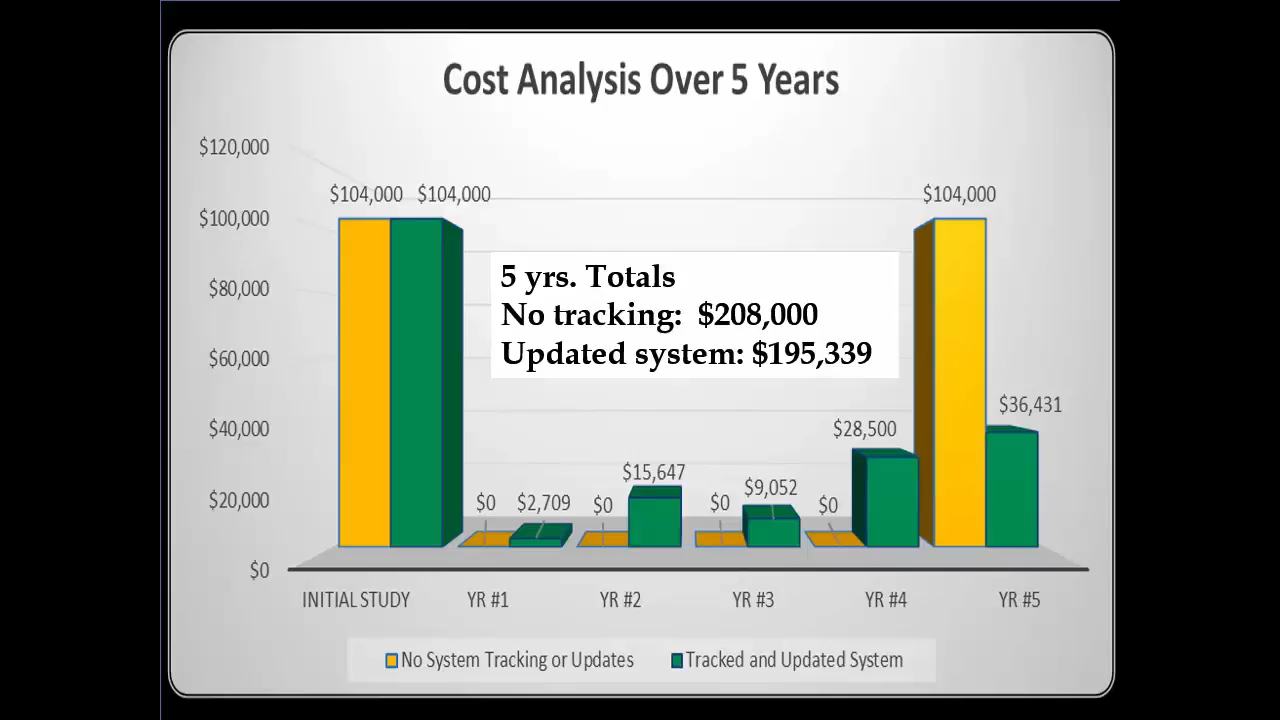 Cost Analysis Over 5 Years
$120,000
$100,000
$80,000
$60,000
$40,000
$20,000
$0
$104,000 $104,000
$0 $2,709
$0 $15,647
$0 $9,052
$0 $28,500
$104,000 $36,431
5 yrs. Totals
No tracking: $208,000
Updated system: $195,339
INITIAL STUDY YR #1 YR #2 YR #3 YR #4 YR #5
No System Tracking or Updates Tracked and Updated System